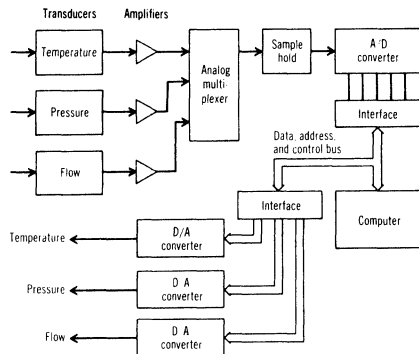 Transducers
Amplifiers
Temperature
Pressure
Flow
Analog
multi-
plexer
Sample
hold
A/D
converter
Interface
Data, address,
and control bus
Interface
Computer
Temperature
D/A
converter
Pressure
D A
converter
Flow
D A
converter